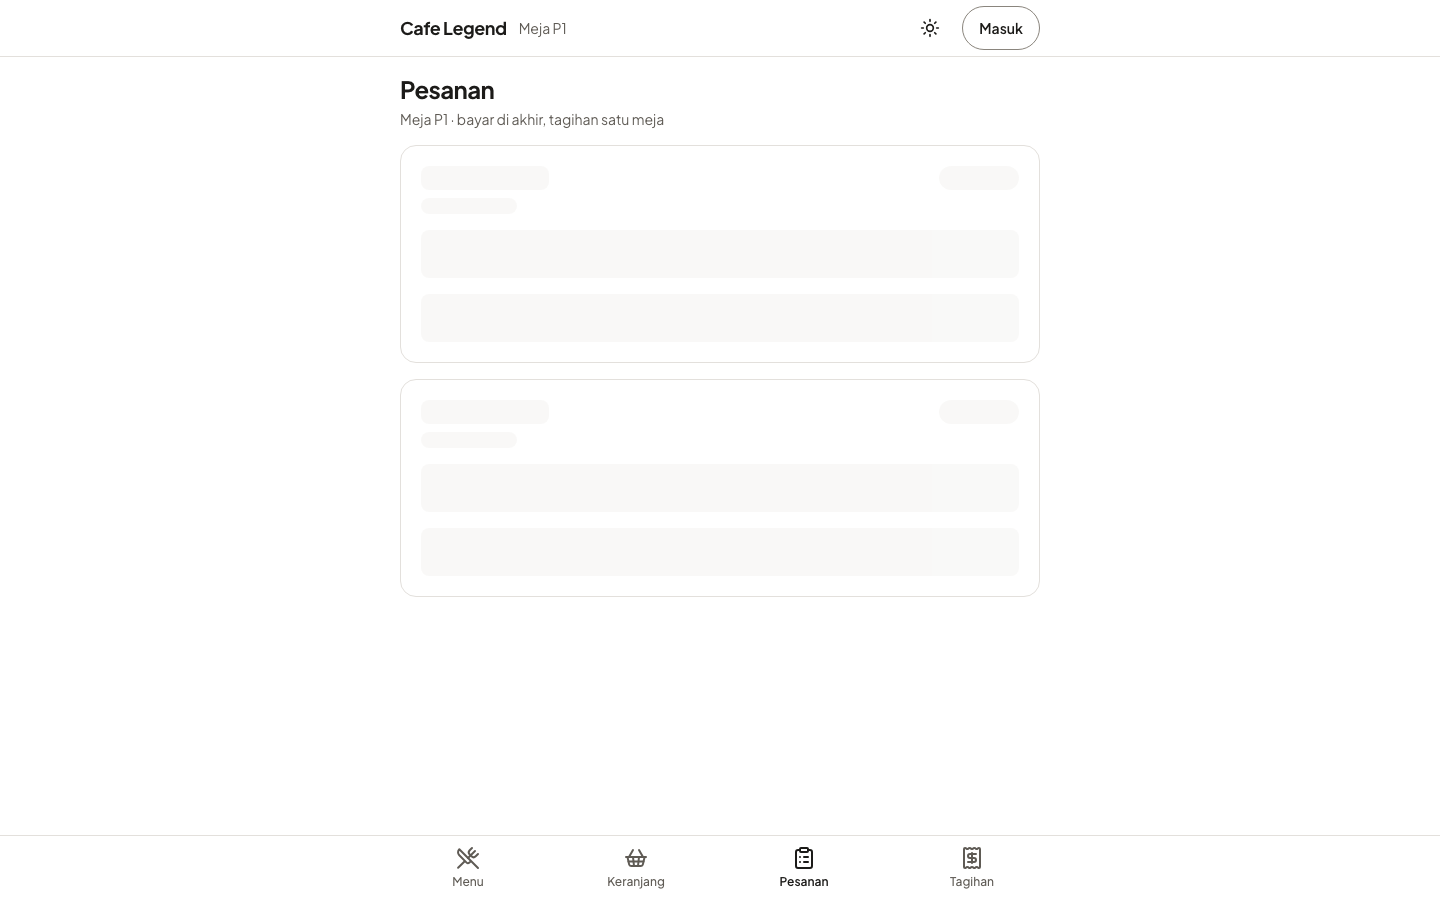 Cafe Legend Meja P1
Masuk
Pesanan
Meja P1 · bayar di akhir, tagihan satu meja
Menu
Keranjang
Pesanan
Tagihan